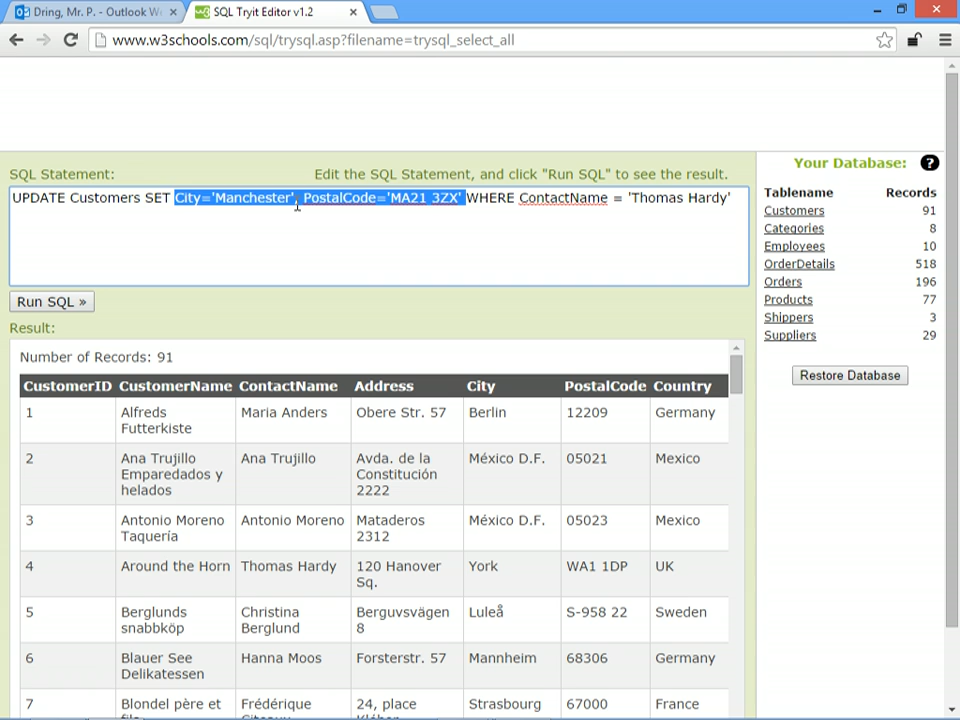 Dring, Mr. P. - Outlook W
SQL Tryit Editor v1.2
www.w3schools.com/sql/trysql.asp?filename=trysql_select_all
SQL Statement:
Edit the SQL Statement, and click "Run SQL" to see the result.
UPDATE Customers SET City='Manchester', PostalCode='MA21 3ZX' WHERE ContactName = 'Thomas Hardy'
Run SQL »
Result:
Number of Records: 91
CustomerID CustomerName ContactName Address City PostalCode Country
1 Alfreds Futterkiste Maria Anders Obere Str. 57 Berlin 12209 Germany
2 Ana Trujillo Emparedados y helados Ana Trujillo Avda. de la Constitución 2222 México D.F. 05021 Mexico
3 Antonio Moreno Taquería Antonio Moreno Mataderos 2312 México D.F. 05023 Mexico
4 Around the Horn Thomas Hardy 120 Hanover Sq. York WA1 1DP UK
5 Berglunds snabbköp Christina Berglund Berguvsvägen 8 Luleå S-958 22 Sweden
6 Blauer See Delikatessen Hanna Moos Forsterstr. 57 Mannheim 68306 Germany
7 Blondel père et Frédérique 24, place Strasbourg 67000 France
Your Database: ?
Tablename Records
Customers 91
Categories 8
Employees 10
OrderDetails 518
Orders 196
Products 77
Shippers 3
Suppliers 29
Restore Database